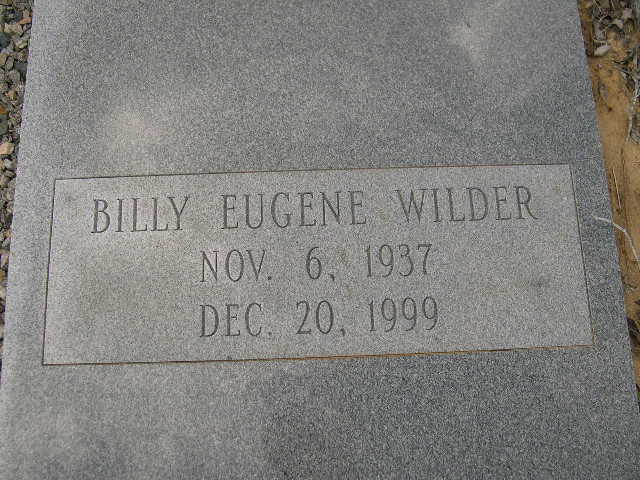 BILLY EUGENE WILDER
NOV. 6, 1937
DEC. 20, 1999